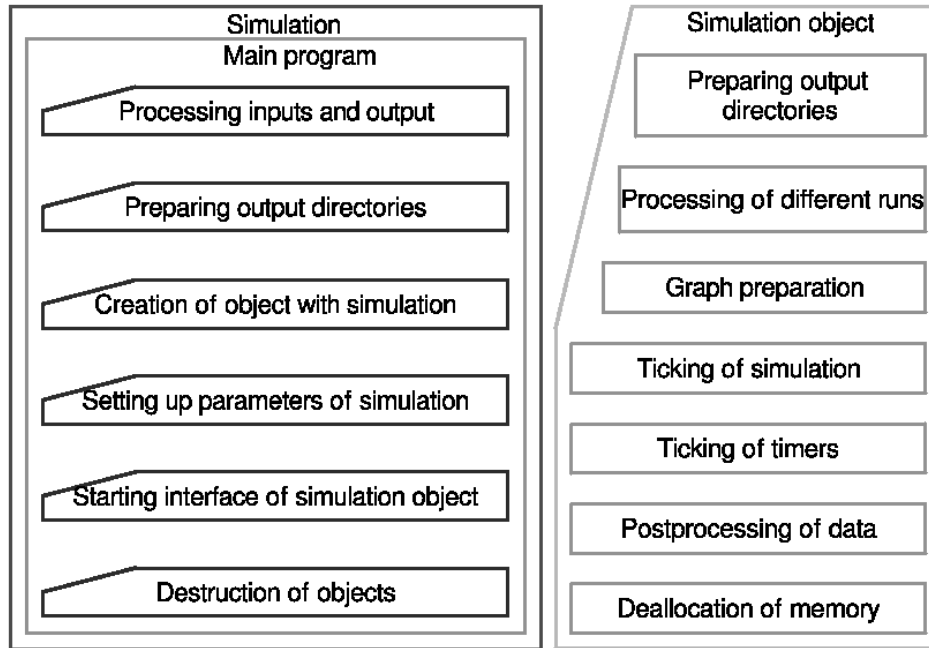 Simulation
Main program
Processing inputs and output
Preparing output directories
Creation of object with simulation
Setting up parameters of simulation
Starting interface of simulation object
Destruction of objects
Simulation object
Preparing output
directories
Processing of different runs
Graph preparation
Ticking of simulation
Ticking of timers
Postprocessing of data
Deallocation of memory